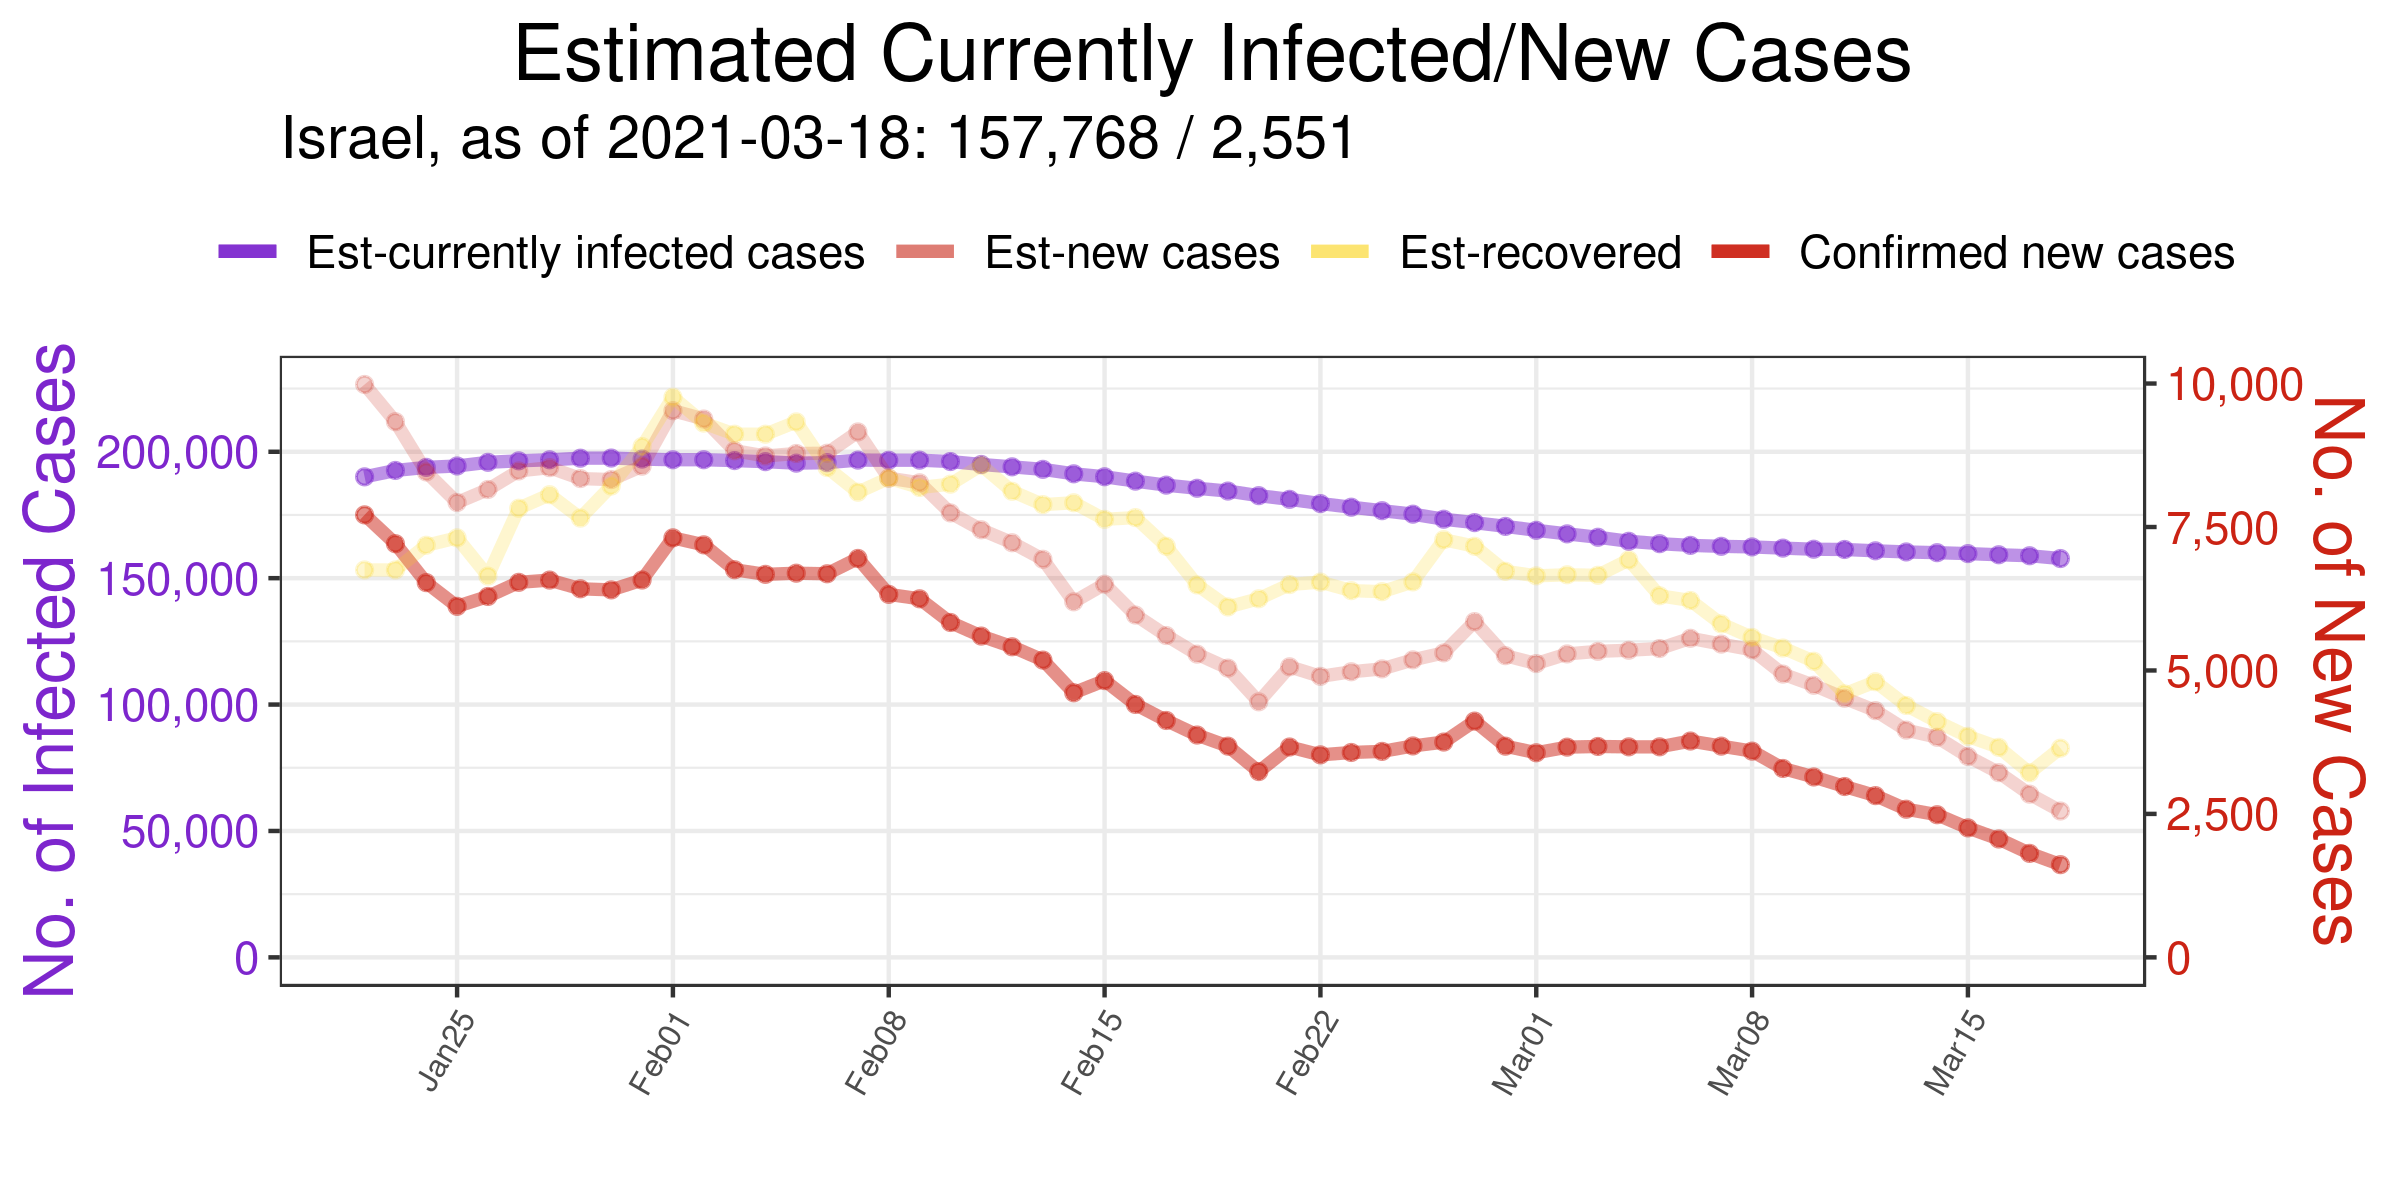 Estimated Currently Infected/New Cases
Israel, as of 2021-03-18: 157,768 / 2,551
Est-currently infected cases Est-new cases Est-recovered Confirmed new cases
No. of Infected Cases
200,000
150,000
100,000
50,000
0
10,000
7,500
5,000
2,500
0
No. of New Cases
Jan25 Feb01 Feb08 Feb15 Feb22 Mar01 Mar08 Mar15